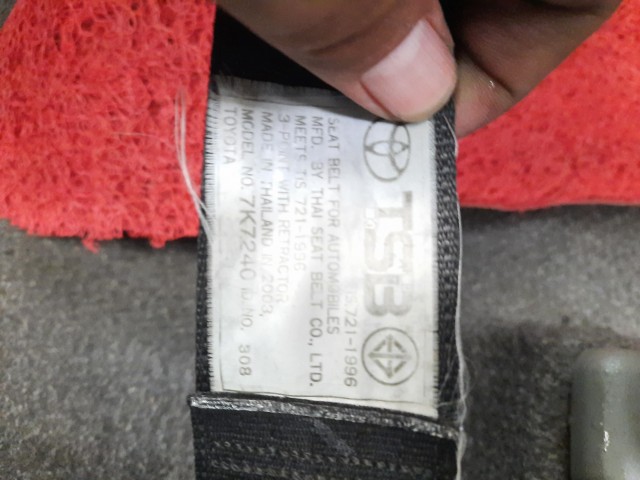 TSB
TIS.721-1996
SEAT BELT FOR AUTOMOBILES
MFD. BY THAI SEAT BELT CO., LTD.
MEETS TIS 721-1996
3-POINT WITH RETRACTOR
MADE IN THAILAND 2003,
TOYOTA
MODEL NO. 7K7240 ID.NO. 308